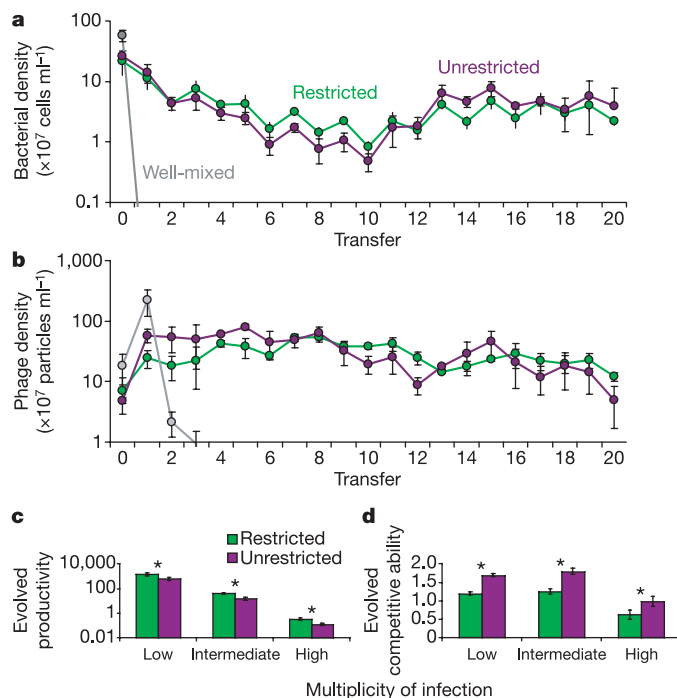 a
Bacterial density
(×10⁷ cells ml⁻¹)
100
10
1
0.1
Well-mixed
Restricted
Unrestricted
0 2 4 6 8 10 12 14 16 18 20
Transfer
b
Phage density
(×10⁷ particles ml⁻¹)
1,000
100
10
1
0 2 4 6 8 10 12 14 16 18 20
Transfer
c
Evolved
productivity
Restricted
Unrestricted
10,000
100
1
0.01
* * *
Low Intermediate High
d
Evolved
competitive ability
2.0
1.5
1.0
0.5
0
* * *
Low Intermediate High
Multiplicity of infection